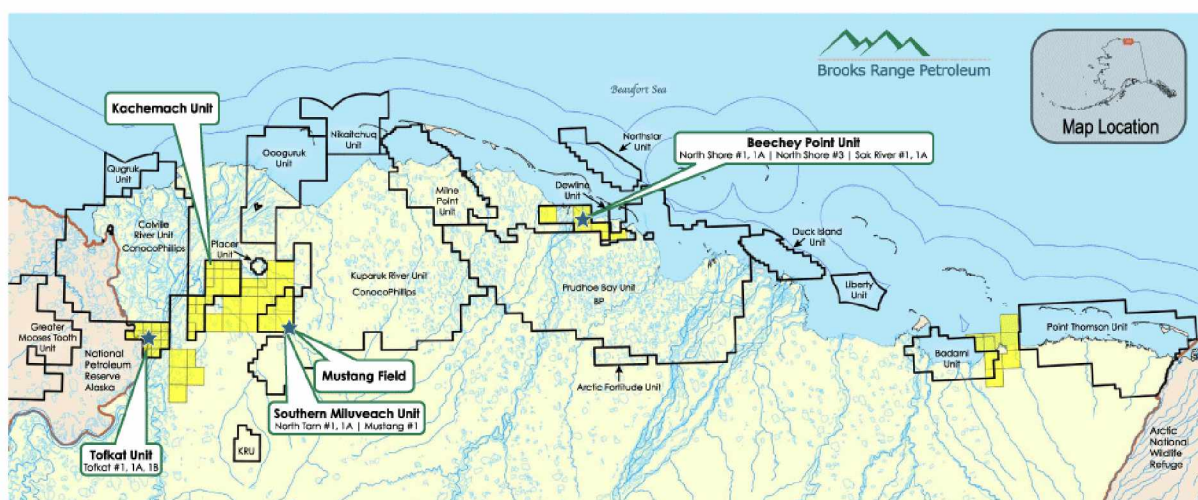 Brooks Range Petroleum
Map Location
Beaufort Sea
Kachemach Unit
Nikaitchuq
Unit
Oooguruk
Unit
Northstar
Unit
Beechey Point Unit
North Shore #1, 1A | North Shore #3 | Sak River #1, 1A
Qugruk
Unit
Colville
River Unit
ConocoPhillips
Milne
Point
Unit
Dewline
Unit
Placer
Unit
Duck Island
Unit
Kuparuk River Unit
ConocoPhillips
Prudhoe Bay Unit
BP
Liberty
Unit
Greater
Mooses Tooth
Unit
National
Petroleum
Reserve
Alaska
Point Thomson Unit
Badami
Unit
Mustang Field
Arctic Fortitude Unit
Southern Miluveach Unit
North Tarn #1, 1A | Mustang #1
KRU
Tofkat Unit
Tofkat #1, 1A, 1B
Arctic
National
Wildlife
Refuge